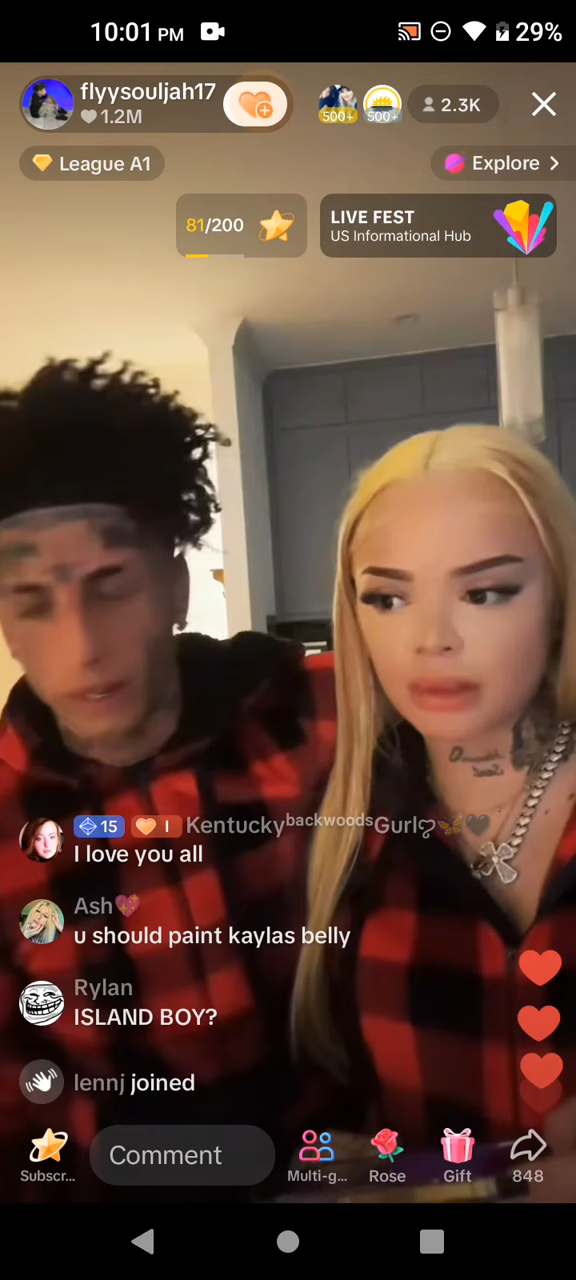 10:01 PM
29%
flyysouljah17
1.2M
500+
500+
2.3K
League A1
Explore >
81/200
LIVE FEST
US Informational Hub
15
I
KentuckybackwoodsGurlღ🦋🖤
I love you all
Ash💖
u should paint kaylas belly
Rylan
ISLAND BOY?
lennj joined
Subscr...
Comment
Multi-g...
Rose
Gift
848